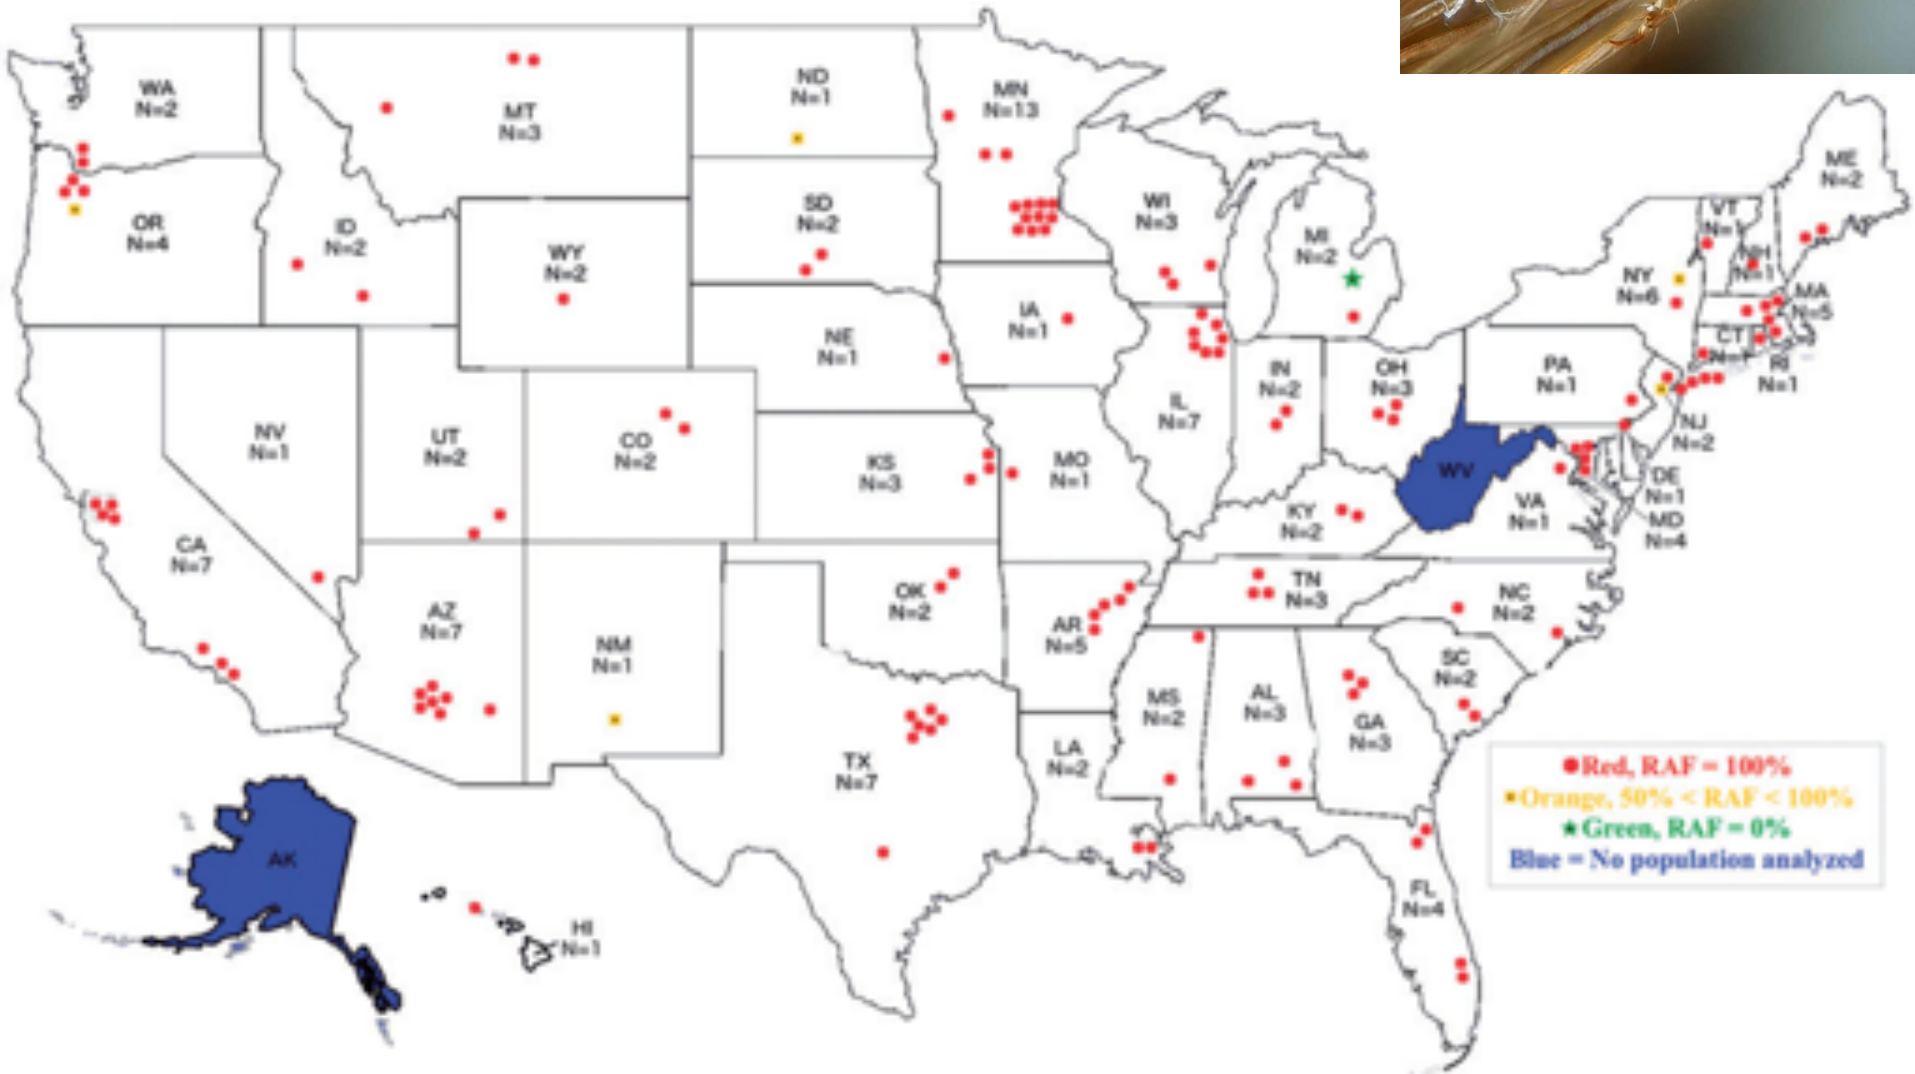 WA
N=2
MT
N=3
ND
N=1
MN
N=13
ME
N=2
OR
N=4
ID
N=2
WY
N=2
SD
N=2
WI
N=3
MI
N=2
VT
N=1
NH
N=1
NY
N=6
MA
N=5
IA
N=1
NE
N=1
CT
N=1
RI
N=1
PA
N=1
OH
N=3
IN
N=2
IL
N=7
NJ
N=2
NV
N=1
UT
N=2
CO
N=2
KS
N=3
MO
N=1
WV
DE
N=1
VA
N=1
MD
N=4
KY
N=2
CA
N=7
AZ
N=7
NM
N=1
OK
N=2
AR
N=5
TN
N=3
NC
N=2
SC
N=2
MS
N=2
AL
N=3
GA
N=3
TX
N=7
LA
N=2
FL
N=4
AK
HI
N=1
Red, RAF = 100%
Orange, 50% < RAF < 100%
Green, RAF = 0%
Blue = No population analyzed